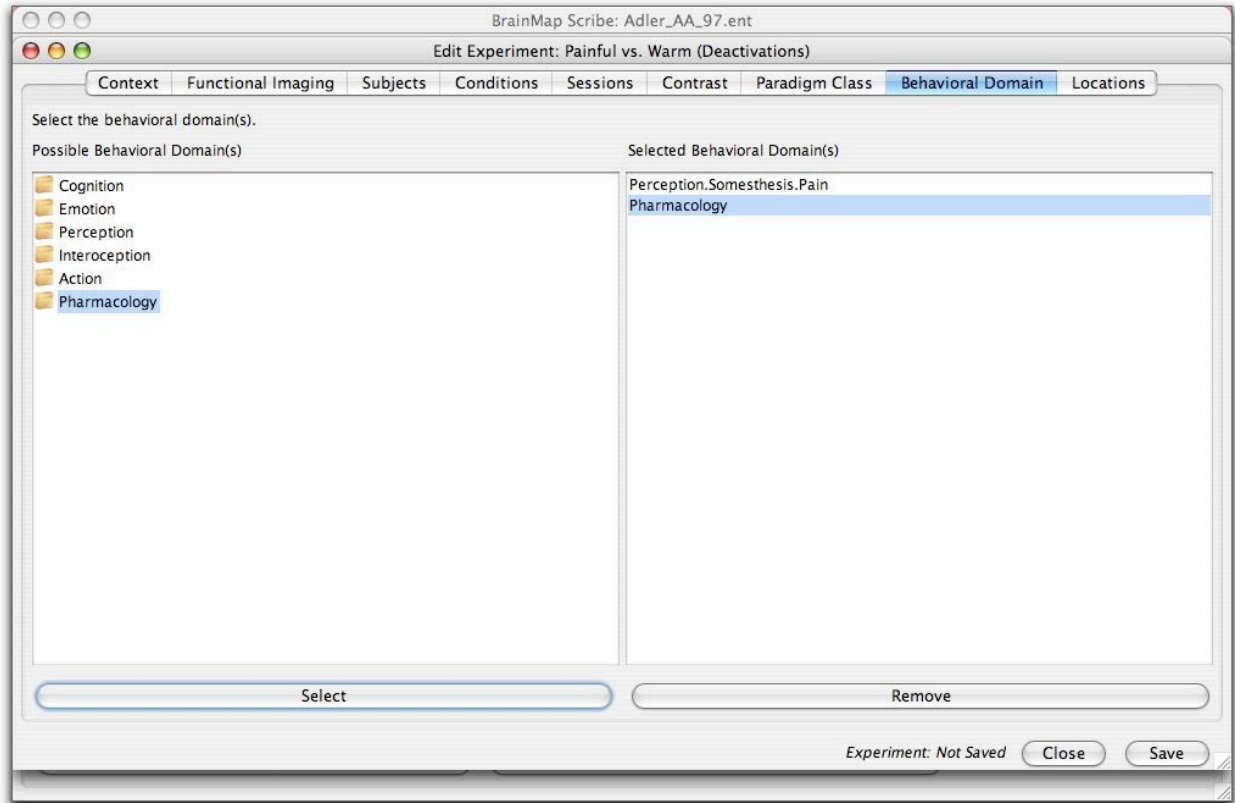 BrainMap Scribe: Adler_AA_97.ent
Edit Experiment: Painful vs. Warm (Deactivations)
Context Functional Imaging Subjects Conditions Sessions Contrast Paradigm Class Behavioral Domain Locations
Select the behavioral domain(s).
Possible Behavioral Domain(s) Selected Behavioral Domain(s)
Cognition
Emotion
Perception
Interoception
Action
Pharmacology
Perception.Somesthesis.Pain
Pharmacology
Select Remove
Experiment: Not Saved Close Save